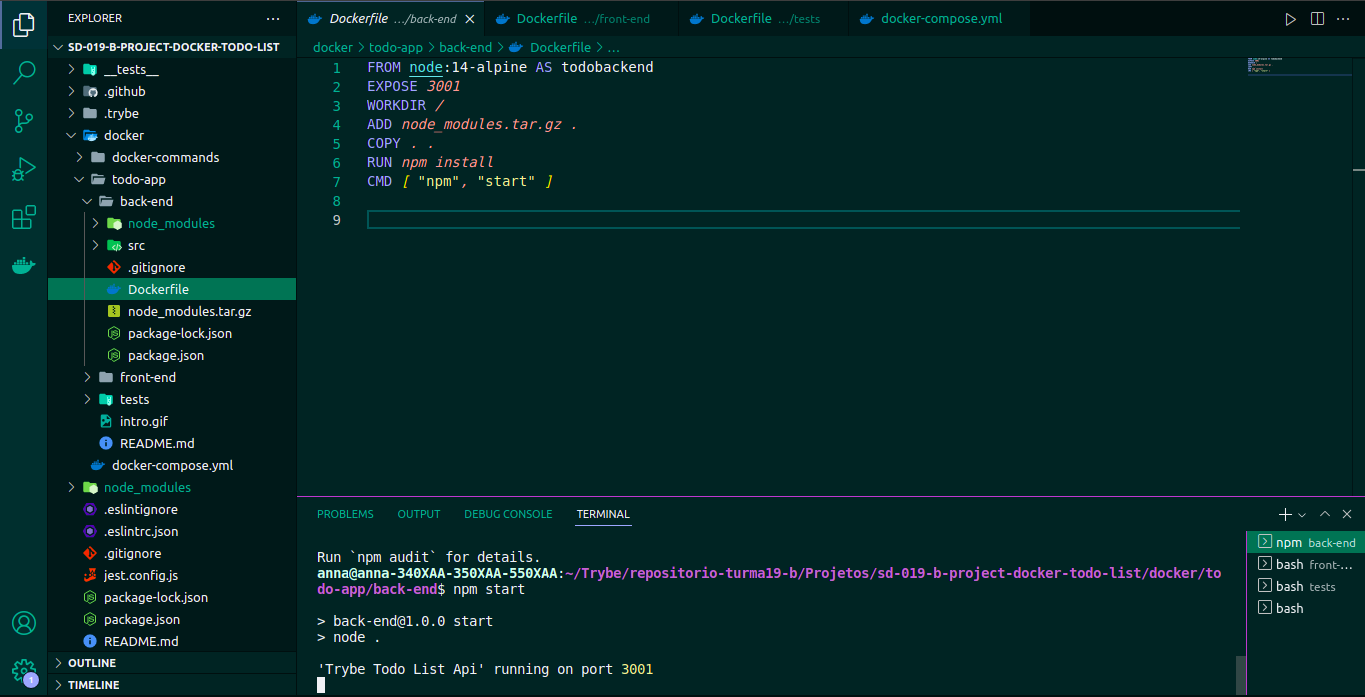 EXPLORER
SD-019-B-PROJECT-DOCKER-TODO-LIST
__tests__
.github
.trybe
docker
docker-commands
todo-app
back-end
node_modules
src
.gitignore
Dockerfile
node_modules.tar.gz
package-lock.json
package.json
front-end
tests
intro.gif
README.md
docker-compose.yml
node_modules
.eslintignore
.eslintrc.json
.gitignore
jest.config.js
package-lock.json
package.json
README.md
OUTLINE
TIMELINE
1
Dockerfile .../back-end
Dockerfile .../front-end
Dockerfile .../tests
docker-compose.yml
docker > todo-app > back-end > Dockerfile > ...
1 FROM node:14-alpine AS todobackend
2 EXPOSE 3001
3 WORKDIR /
4 ADD node_modules.tar.gz .
5 COPY . .
6 RUN npm install
7 CMD [ "npm", "start" ]
8
9
PROBLEMS OUTPUT DEBUG CONSOLE TERMINAL
Run `npm audit` for details.
anna@anna-340XAA-350XAA-550XAA:~/Trybe/repositorio-turma19-b/Projetos/sd-019-b-project-docker-todo-list/docker/to
do-app/back-end$ npm start
> back-end@1.0.0 start
> node .
'Trybe Todo List Api' running on port 3001
npm back-end
bash front-...
bash tests
bash